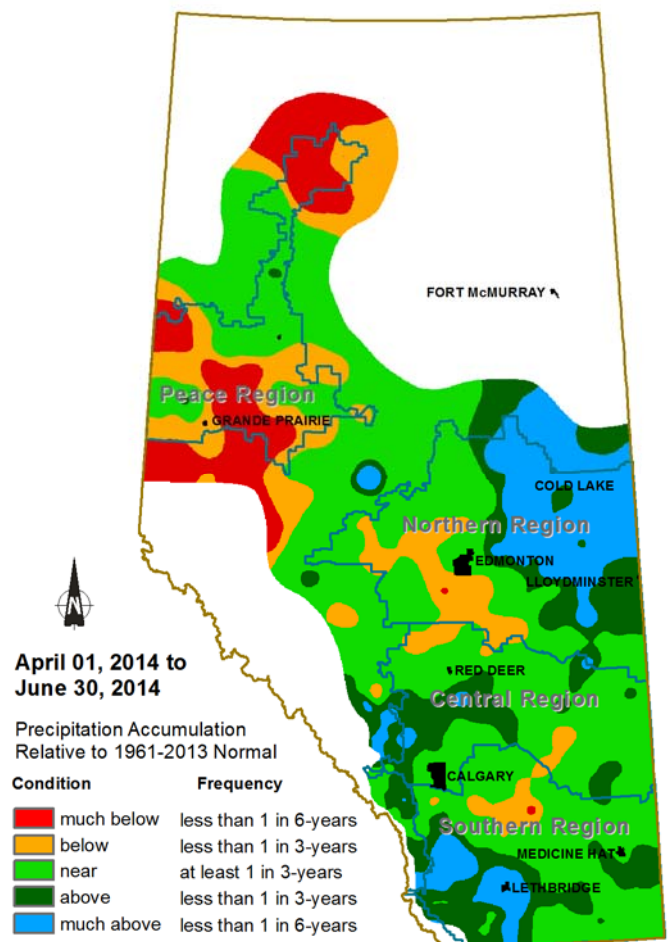 FORT McMURRAY
Peace Region
GRANDE PRAIRIE
COLD LAKE
Northern Region
EDMONTON
LLOYDMINSTER
N
April 01, 2014 to
June 30, 2014
RED DEER
Central Region
Precipitation Accumulation
Relative to 1961-2013 Normal
CALGARY
Condition Frequency
much below less than 1 in 6-years
below less than 1 in 3-years
near at least 1 in 3-years
above less than 1 in 3-years
much above less than 1 in 6-years
Southern Region
MEDICINE HAT
LETHBRIDGE